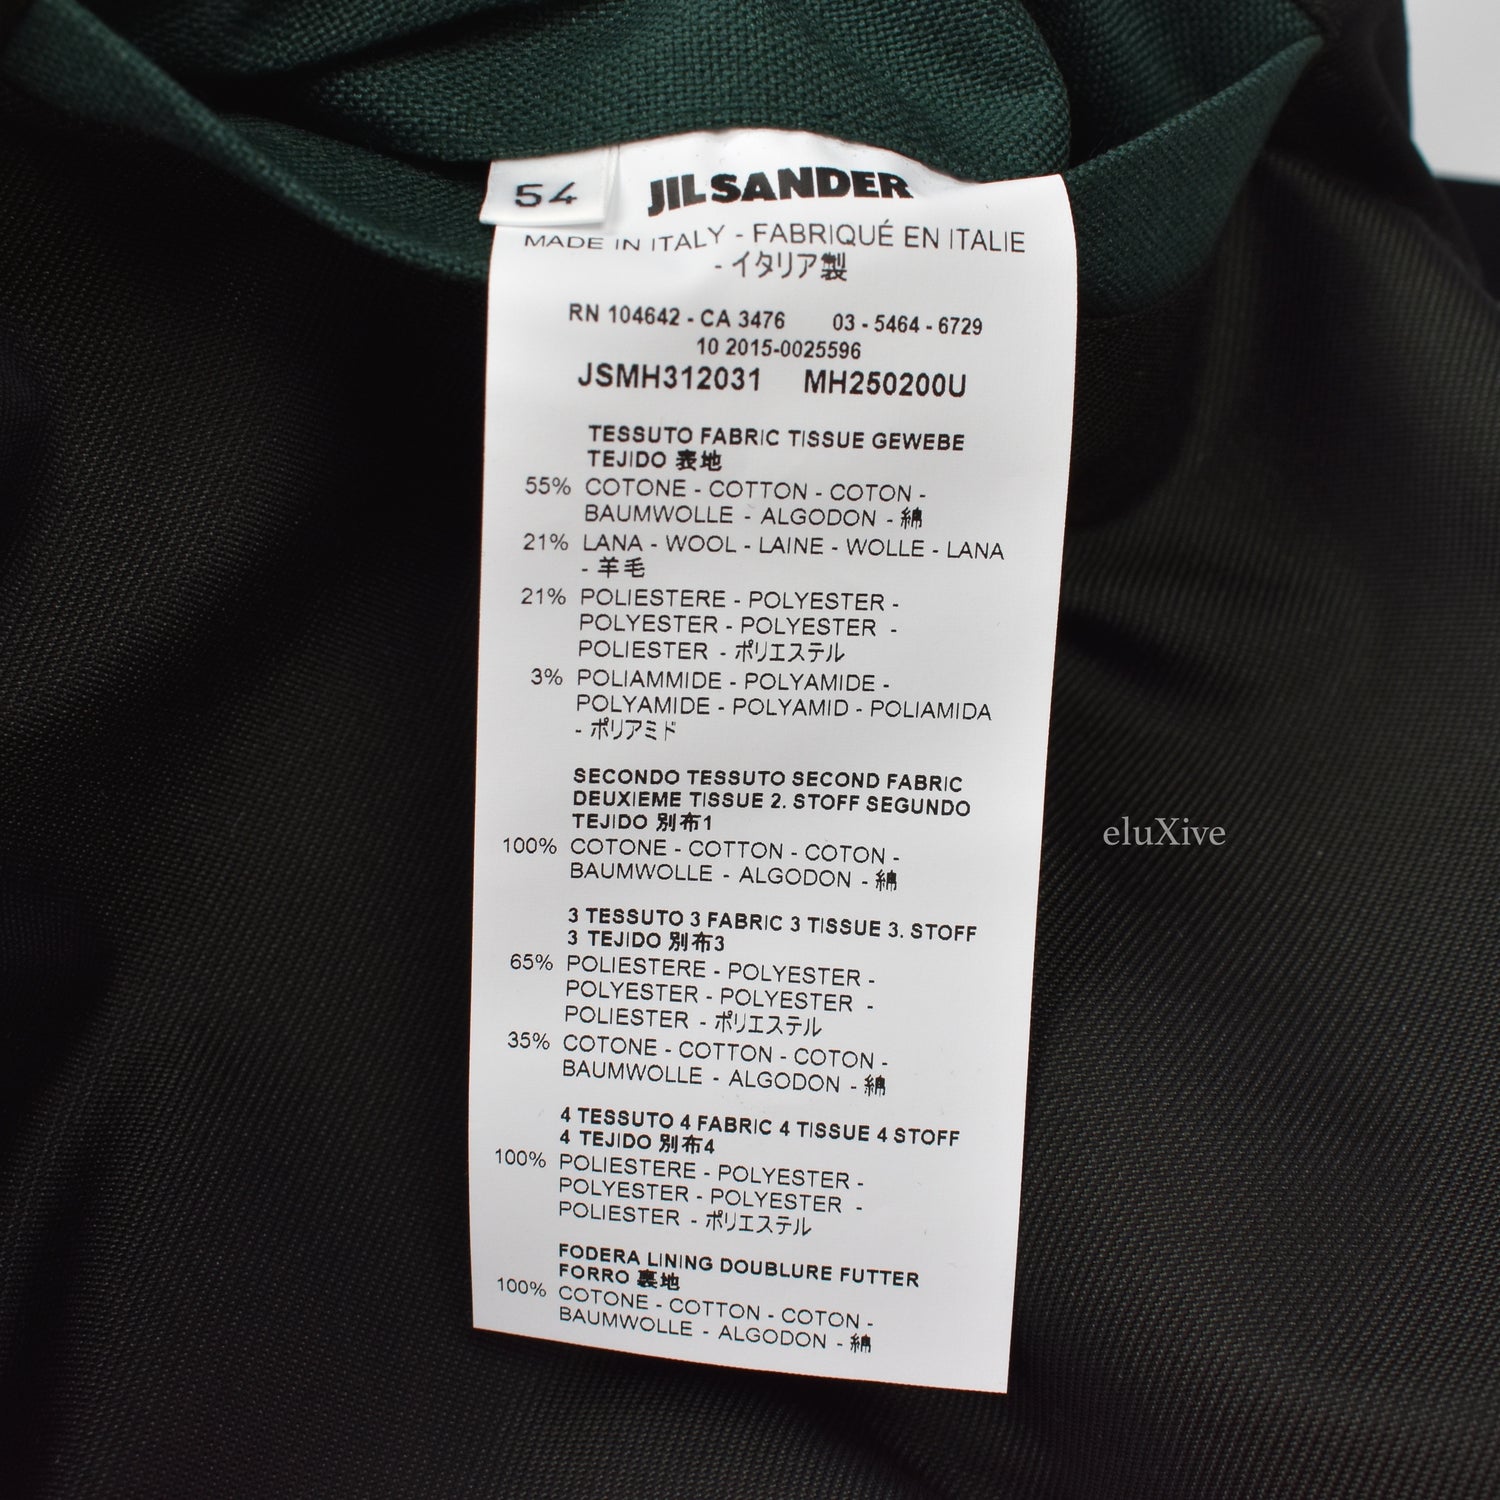 54
JIL SANDER
MADE IN ITALY - FABRIQUÉ EN ITALIE
- イタリア製
RN 104642 - CA 3476 03 - 5464 - 6729
10 2015-0025596
JSMH312031 MH250200U
TESSUTO FABRIC TISSUE GEWEBE
TEJIDO 表地
55% COTONE - COTTON - COTON -
BAUMWOLLE - ALGODON - 綿
21% LANA - WOOL - LAINE - WOLLE - LANA
- 羊毛
21% POLIESTERE - POLYESTER -
POLYESTER - POLYESTER -
POLIESTER - ポリエステル
3% POLIAMMIDE - POLYAMIDE -
POLYAMIDE - POLYAMID - POLIAMIDA
- ポリアミド
SECONDO TESSUTO SECOND FABRIC
DEUXIEME TISSUE 2. STOFF SEGUNDO
TEJIDO 別布1
100% COTONE - COTTON - COTON -
BAUMWOLLE - ALGODON - 綿
3 TESSUTO 3 FABRIC 3 TISSUE 3. STOFF
3 TEJIDO 別布3
65% POLIESTERE - POLYESTER -
POLYESTER - POLYESTER -
POLIESTER - ポリエステル
35% COTONE - COTTON - COTON -
BAUMWOLLE - ALGODON - 綿
4 TESSUTO 4 FABRIC 4 TISSUE 4 STOFF
4 TEJIDO 別布4
100% POLIESTERE - POLYESTER -
POLYESTER - POLYESTER -
POLIESTER - ポリエステル
FODERA LINING DOUBLURE FUTTER
FORRO 裏地
100% COTONE - COTTON - COTON -
BAUMWOLLE - ALGODON - 綿
eluXive